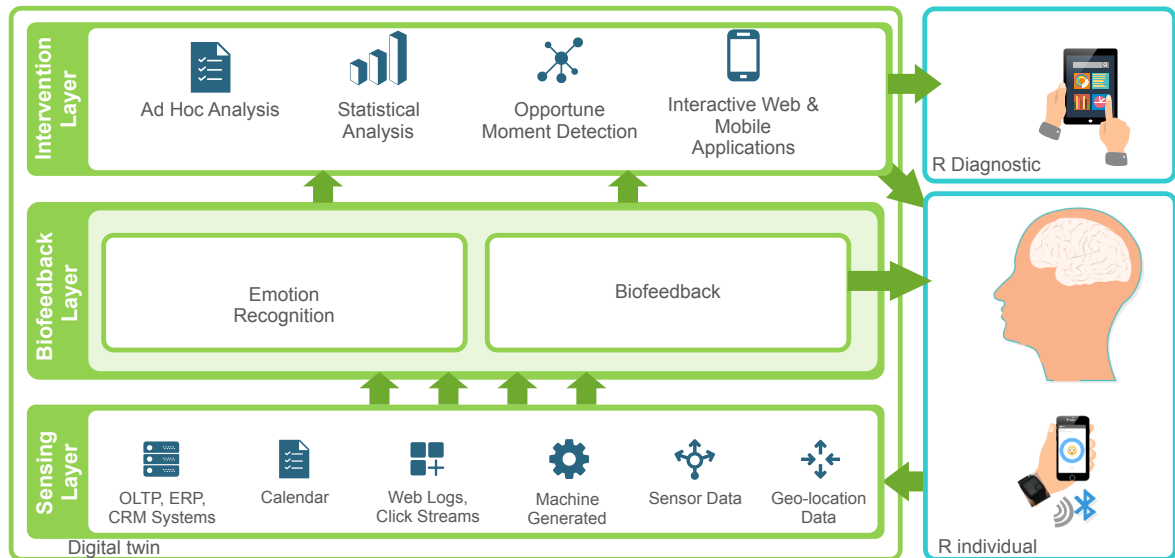 Intervention
Layer
Ad Hoc Analysis
Statistical
Analysis
Opportune
Moment Detection
Interactive Web &
Mobile
Applications
R Diagnostic
Biofeedback
Layer
Emotion
Recognition
Biofeedback
Sensing
Layer
OLTP, ERP,
CRM Systems
Calendar
Web Logs,
Click Streams
Machine
Generated
Sensor Data
Geo-location
Data
Digital twin
R individual